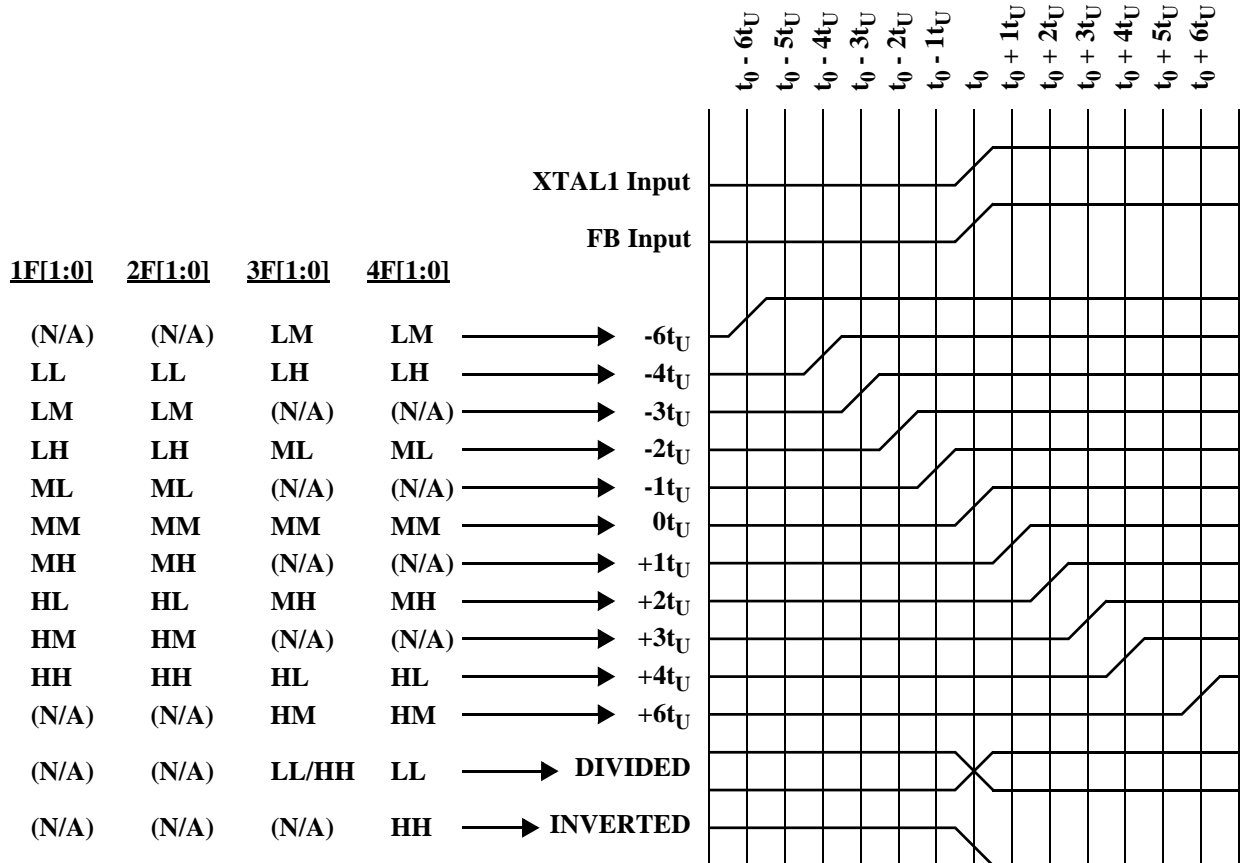 t0 - 6tU
t0 - 5tU
t0 - 4tU
t0 - 3tU
t0 - 2tU
t0 - 1tU
t0
t0 + 1tU
t0 + 2tU
t0 + 3tU
t0 + 4tU
t0 + 5tU
t0 + 6tU
XTAL1 Input
FB Input
1F[1:0] 2F[1:0] 3F[1:0] 4F[1:0]
(N/A) (N/A) LM LM -6tU
LL LL LH LH -4tU
LM LM (N/A) (N/A) -3tU
LH LH ML ML -2tU
ML ML (N/A) (N/A) -1tU
MM MM MM MM 0tU
MH MH (N/A) (N/A) +1tU
HL HL MH MH +2tU
HM HM (N/A) (N/A) +3tU
HH HH HL HL +4tU
(N/A) (N/A) HM HM +6tU
(N/A) (N/A) LL/HH LL DIVIDED
(N/A) (N/A) (N/A) HH INVERTED